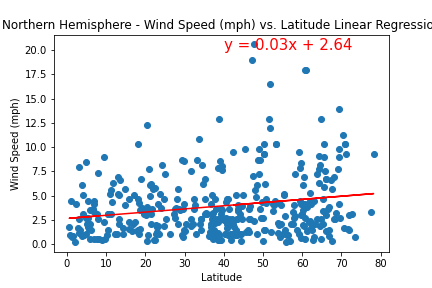 Northern Hemisphere - Wind Speed (mph) vs. Latitude Linear Regressio
y = 0.03x + 2.64
20.0
17.5
15.0
12.5
10.0
7.5
5.0
2.5
0.0
Wind Speed (mph)
0 10 20 30 40 50 60 70 80
Latitude